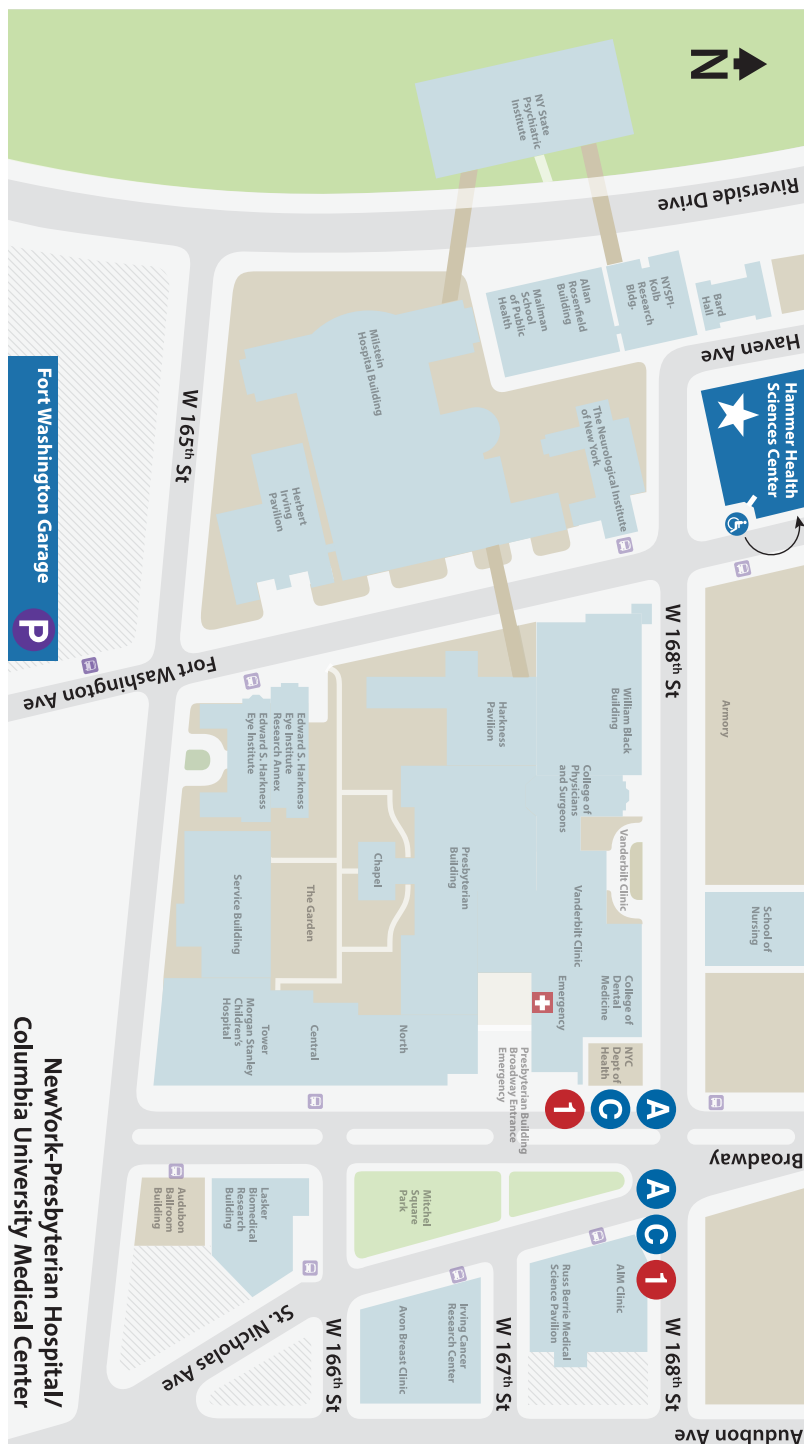 N
NY State
Psychiatric
Institute
Riverside Drive
Bard
Hall
NYSPI-
Kolb
Research
Bldg.
Allan
Rosenfield
Building
Mailman
School
of Public
Health
Haven Ave
Hammer Health
Sciences Center
Milstein
Hospital Building
The Neurological Institute
of New York
Herbert
Irving
Pavilion
W 165th St
Fort Washington Garage
P
Fort Washington Ave
W 168th St
Armory
William Black
Building
Harkness
Pavilion
College of
Physicians
and Surgeons
Edward S. Harkness
Eye Institute
Research Annex
Edward S. Harkness
Eye Institute
Vanderbilt Clinic
Vanderbilt Clinic
Presbyterian
Building
Chapel
The Garden
Service Building
School of
Nursing
College of
Dental
Medicine
Emergency
NYC
Dept of
Health
North
Central
Tower
Morgan Stanley
Children's
Hospital
Presbyterian Building
Broadway Entrance
Emergency
A
C
1
Broadway
A
C
1
Mitchel
Square
Park
Lasker
Biomedical
Research
Building
Audubon
Ballroom
Building
AIM Clinic
Russ Berrie Medical
Science Pavilion
Irving Cancer
Research Center
Avon Breast Clinic
St. Nicholas Ave
W 166th St
W 167th St
W 168th St
Audubon Ave
NewYork-Presbyterian Hospital/
Columbia University Medical Center